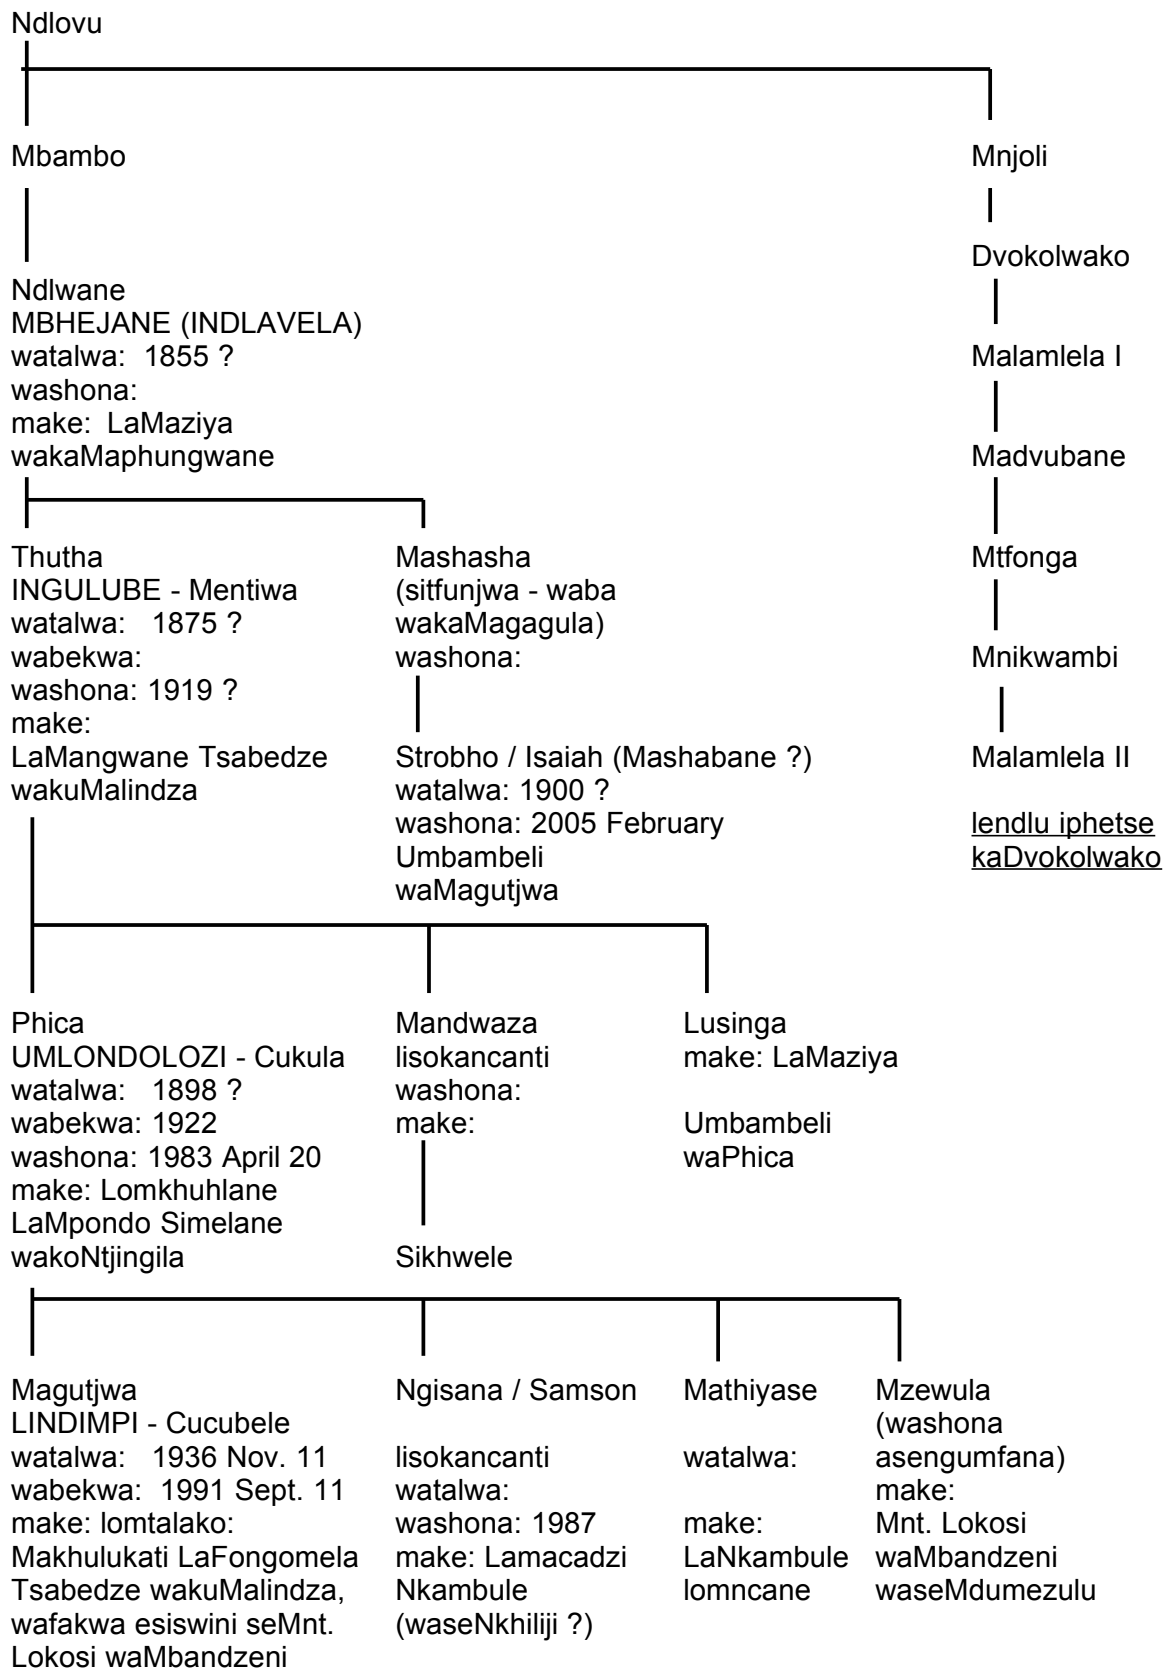 Ndlovu
Mbambo
Mnjoli
Dvokolwako
Ndlwane
MBHEJANE (INDLAVELA)
watalwa: 1855 ?
washona:
make: LaMaziya
wakaMaphungwane
Malamlela I
Madvubane
Thutha
INGULUBE - Mentiwa
watalwa: 1875 ?
wabekwa:
washona: 1919 ?
make:
LaMangwane Tsabedze
wakuMalindza
Mashasha
(sitfunjwa - waba
wakaMagagula)
washona:
Strobho / Isaiah (Mashabane ?)
watalwa: 1900 ?
washona: 2005 February
Umbambeli
waMagutjwa
Mtfonga
Mnikwambi
Malamlela II
lendlu iphetse
kaDvokolwako
Phica
UMLONDOLOZI - Cukula
watalwa: 1898 ?
wabekwa: 1922
washona: 1983 April 20
make: Lomkhuhlane
LaMpondo Simelane
wakoNtjingila
Mandwaza
lisokancanti
washona:
make:
Sikhwele
Lusinga
make: LaMaziya
Umbambeli
waPhica
Magutjwa
LINDIMPI - Cucubele
watalwa: 1936 Nov. 11
wabekwa: 1991 Sept. 11
make: lomtalako:
Makhulukati LaFongomela
Tsabedze wakuMalindza,
wafakwa esiswini seMnt.
Lokosi waMbandzeni
Ngisana / Samson
lisokancanti
watalwa:
washona: 1987
make: Lamacadzi
Nkambule
(waseNkhiliji ?)
Mathiyase
watalwa:
make:
LaNkambule
lomncane
Mzewula
(washona
asengumfana)
make:
Mnt. Lokosi
waMbandzeni
waseMdumezulu